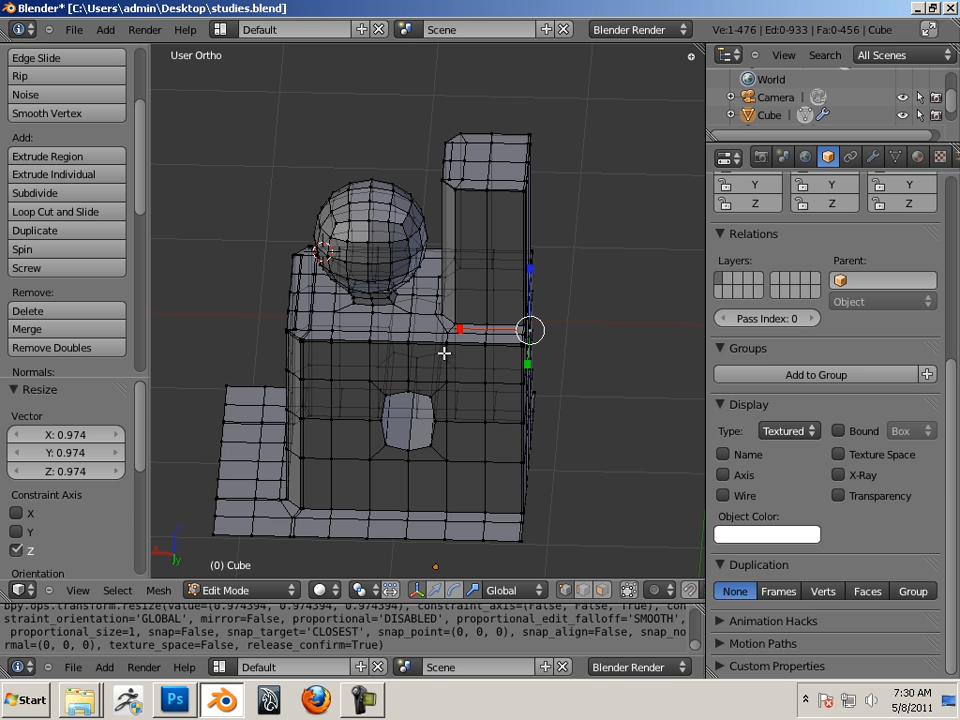 Blender* [C:\Users\admin\Desktop\studies.blend]
File Add Render Help Default Scene Blender Render Ve:1-476 | Ed:0-933 | Fa:0-456 | Cube
Edge Slide
Rip
Noise
Smooth Vertex
Add:
Extrude Region
Extrude Individual
Subdivide
Loop Cut and Slide
Duplicate
Spin
Screw
Remove:
Delete
Merge
Remove Doubles
Normals:
Resize
Vector
X: 0.974
Y: 0.974
Z: 0.974
Constraint Axis
X
Y
Z
Orientation
User Ortho
(0) Cube
View Select Mesh Edit Mode Global
bpy.ops.transform.resize(value=(0.974394, 0.974394, 0.974394), constraint_axis=(False, False, True), con
straint_orientation='GLOBAL', mirror=False, proportional='DISABLED', proportional_edit_falloff='SMOOTH',
proportional_size=1, snap=False, snap_target='CLOSEST', snap_point=(0, 0, 0), snap_align=False, snap_no
rmal=(0, 0, 0), texture_space=False, release_confirm=True)
File Add Render Help Default Scene Blender Render
View Search All Scenes
World
Camera
Cube
Y Y Y
Z Z Z
Relations
Layers: Parent:
Object
Pass Index: 0
Groups
Add to Group
Display
Type: Textured Bound Box
Name Texture Space
Axis X-Ray
Wire Transparency
Object Color:
Duplication
None Frames Verts Faces Group
Animation Hacks
Motion Paths
Custom Properties
Start Ps 7:30 AM
5/8/2011